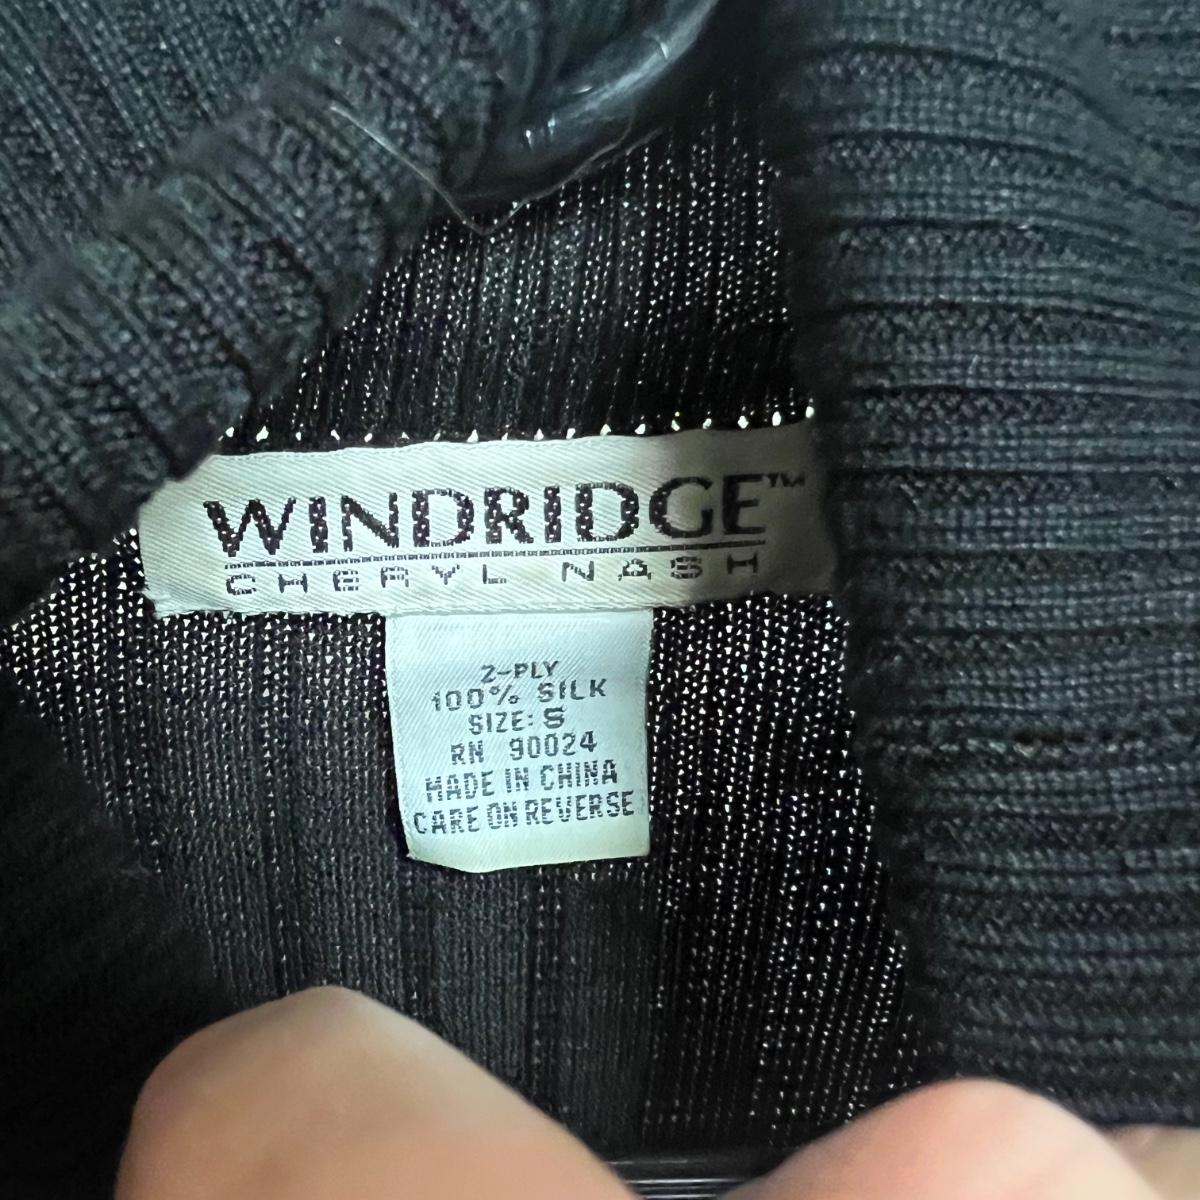 WINDRIDGE™
CHERYL NASH
2-PLY
100% SILK
SIZE: S
RN 90024
MADE IN CHINA
CARE ON REVERSE